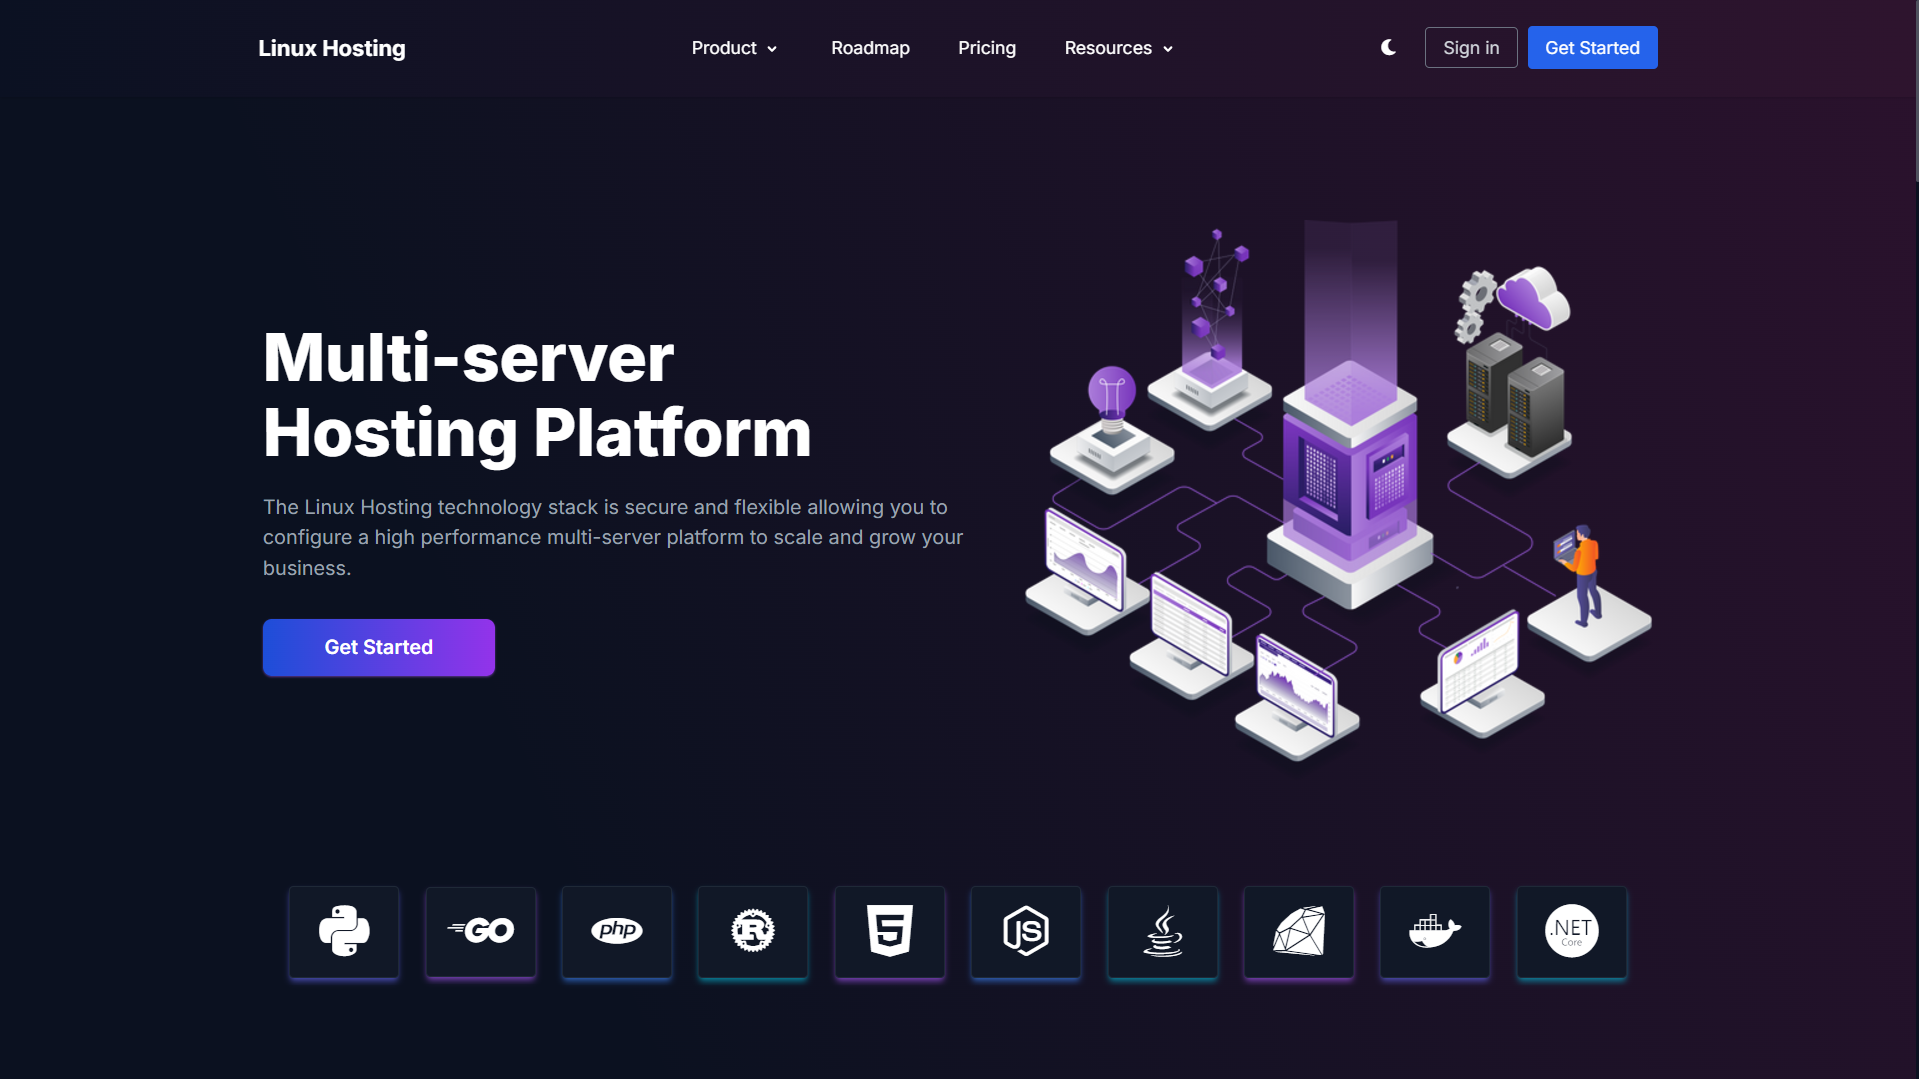 Linux Hosting
Product
Roadmap
Pricing
Resources
Sign in
Get Started
Multi-server
Hosting Platform
The Linux Hosting technology stack is secure and flexible allowing you to
configure a high performance multi-server platform to scale and grow your
business.
Get Started
GO
php
R
5
JS
.NET
Core